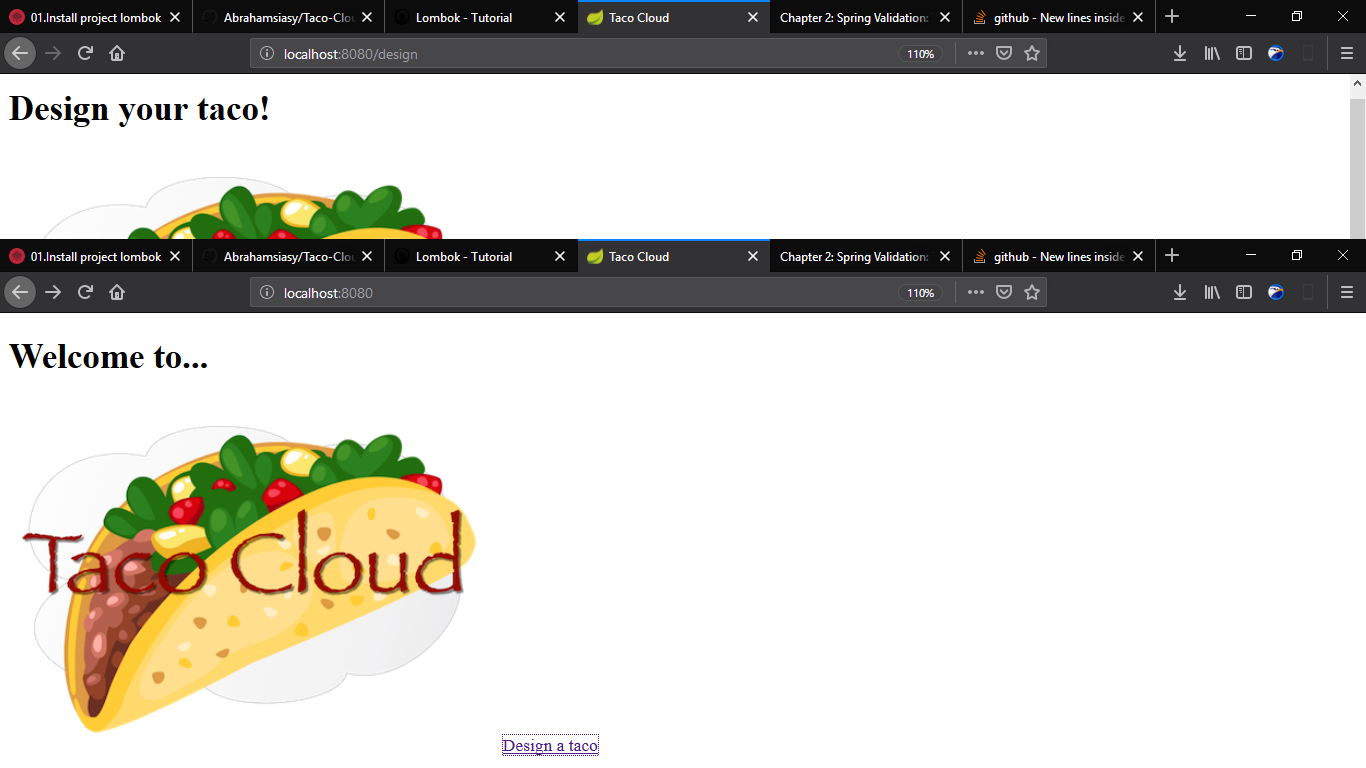 01.Install project lombok
Abrahamsiasy/Taco-Clou
Lombok - Tutorial
Taco Cloud
Chapter 2: Spring Validation:
github - New lines inside
localhost:8080/design
110%
Design your taco!
01.Install project lombok
Abrahamsiasy/Taco-Clou
Lombok - Tutorial
Taco Cloud
Chapter 2: Spring Validation:
github - New lines inside
localhost:8080
110%
Welcome to...
Taco Cloud
Design a taco